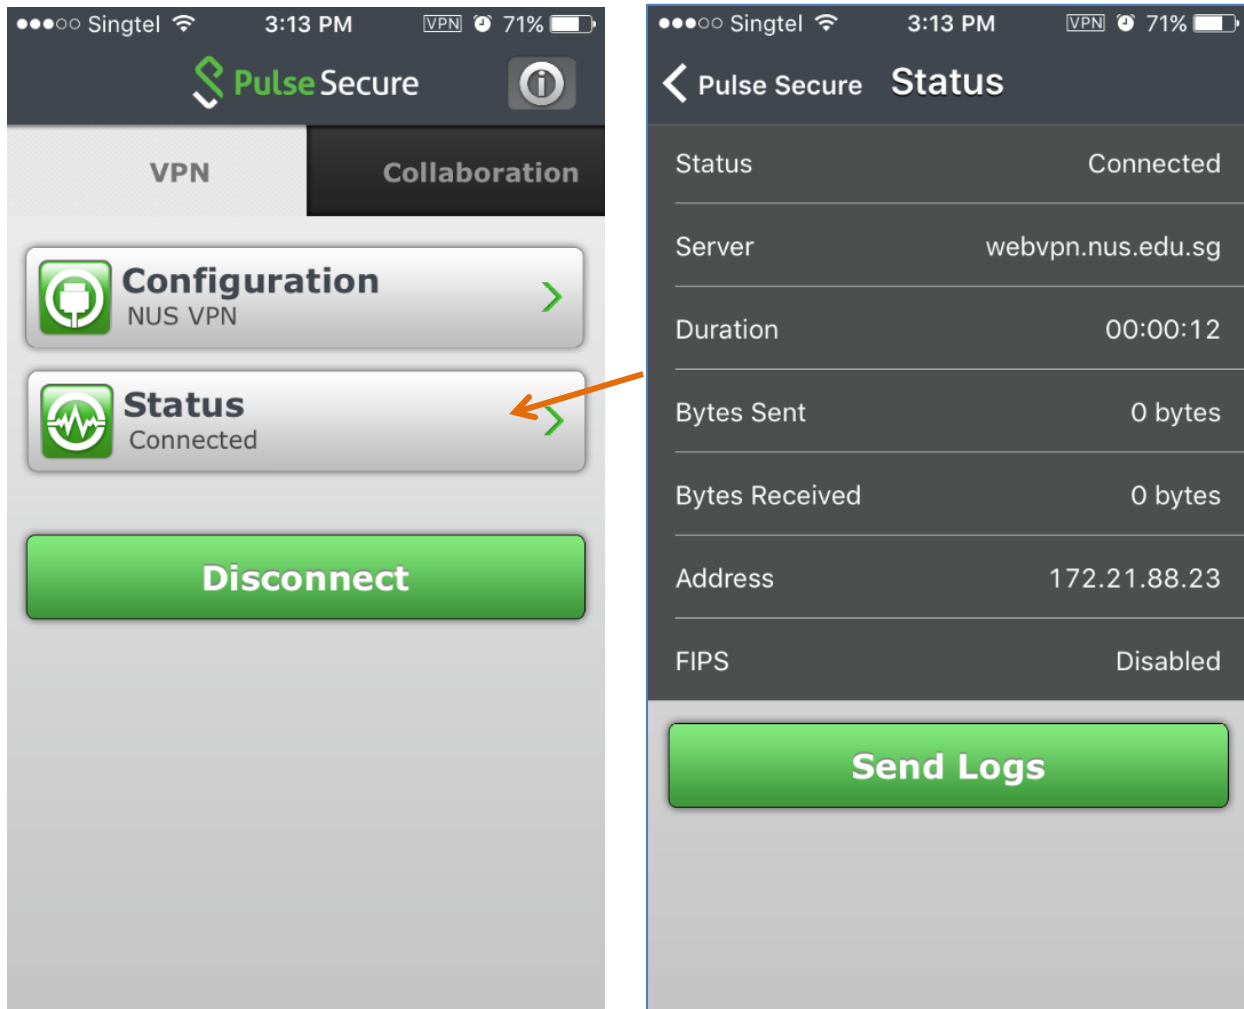 Singtel 3:13 PM VPN 71%
Pulse Secure
VPN Collaboration
Configuration
NUS VPN
Status
Connected
Disconnect
Singtel 3:13 PM VPN 71%
Pulse Secure Status
Status Connected
Server webvpn.nus.edu.sg
Duration 00:00:12
Bytes Sent 0 bytes
Bytes Received 0 bytes
Address 172.21.88.23
FIPS Disabled
Send Logs